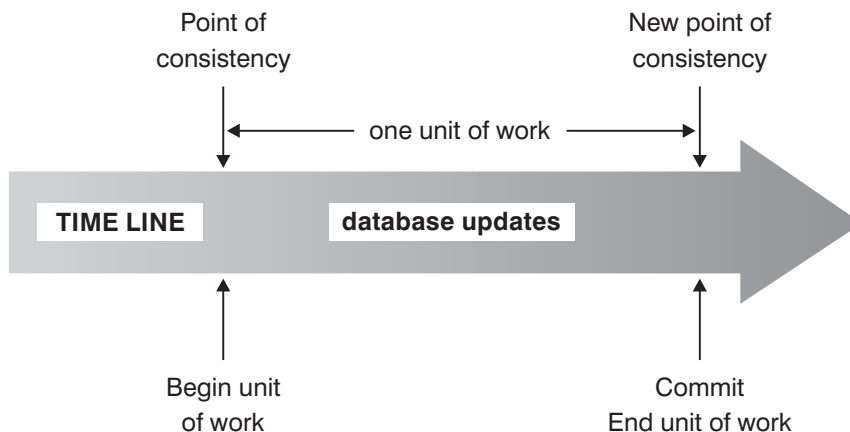 Point of
consistency
New point of
consistency
one unit of work
TIME LINE
database updates
Begin unit
of work
Commit
End unit of work